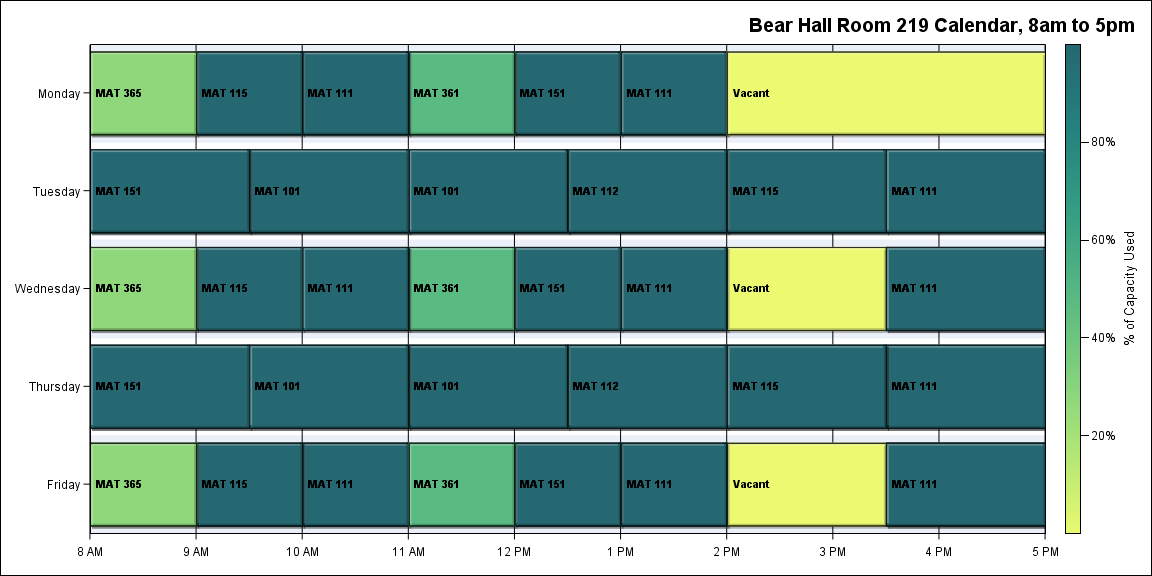 Bear Hall Room 219 Calendar, 8am to 5pm
Monday
MAT 365 MAT 115 MAT 111 MAT 361 MAT 151 MAT 111 Vacant
Tuesday
MAT 151 MAT 101 MAT 101 MAT 112 MAT 115 MAT 111
Wednesday
MAT 365 MAT 115 MAT 111 MAT 361 MAT 151 MAT 111 Vacant MAT 111
Thursday
MAT 151 MAT 101 MAT 101 MAT 112 MAT 115 MAT 111
Friday
MAT 365 MAT 115 MAT 111 MAT 361 MAT 151 MAT 111 Vacant MAT 111
8 AM 9 AM 10 AM 11 AM 12 PM 1 PM 2 PM 3 PM 4 PM 5 PM
80%
60%
40%
20%
% of Capacity Used